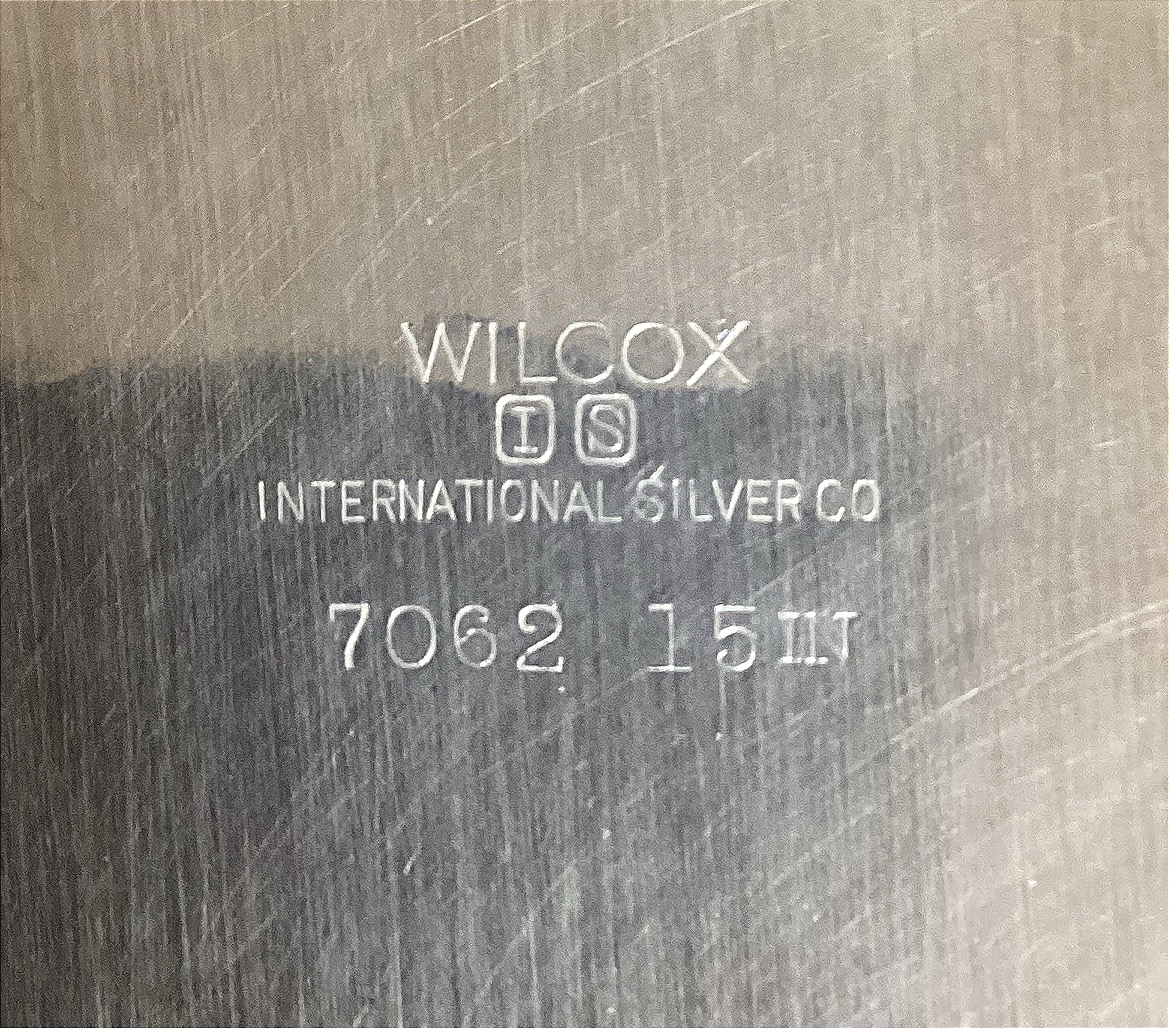 WILCOX
I S
INTERNATIONAL SILVER CO
7062 15